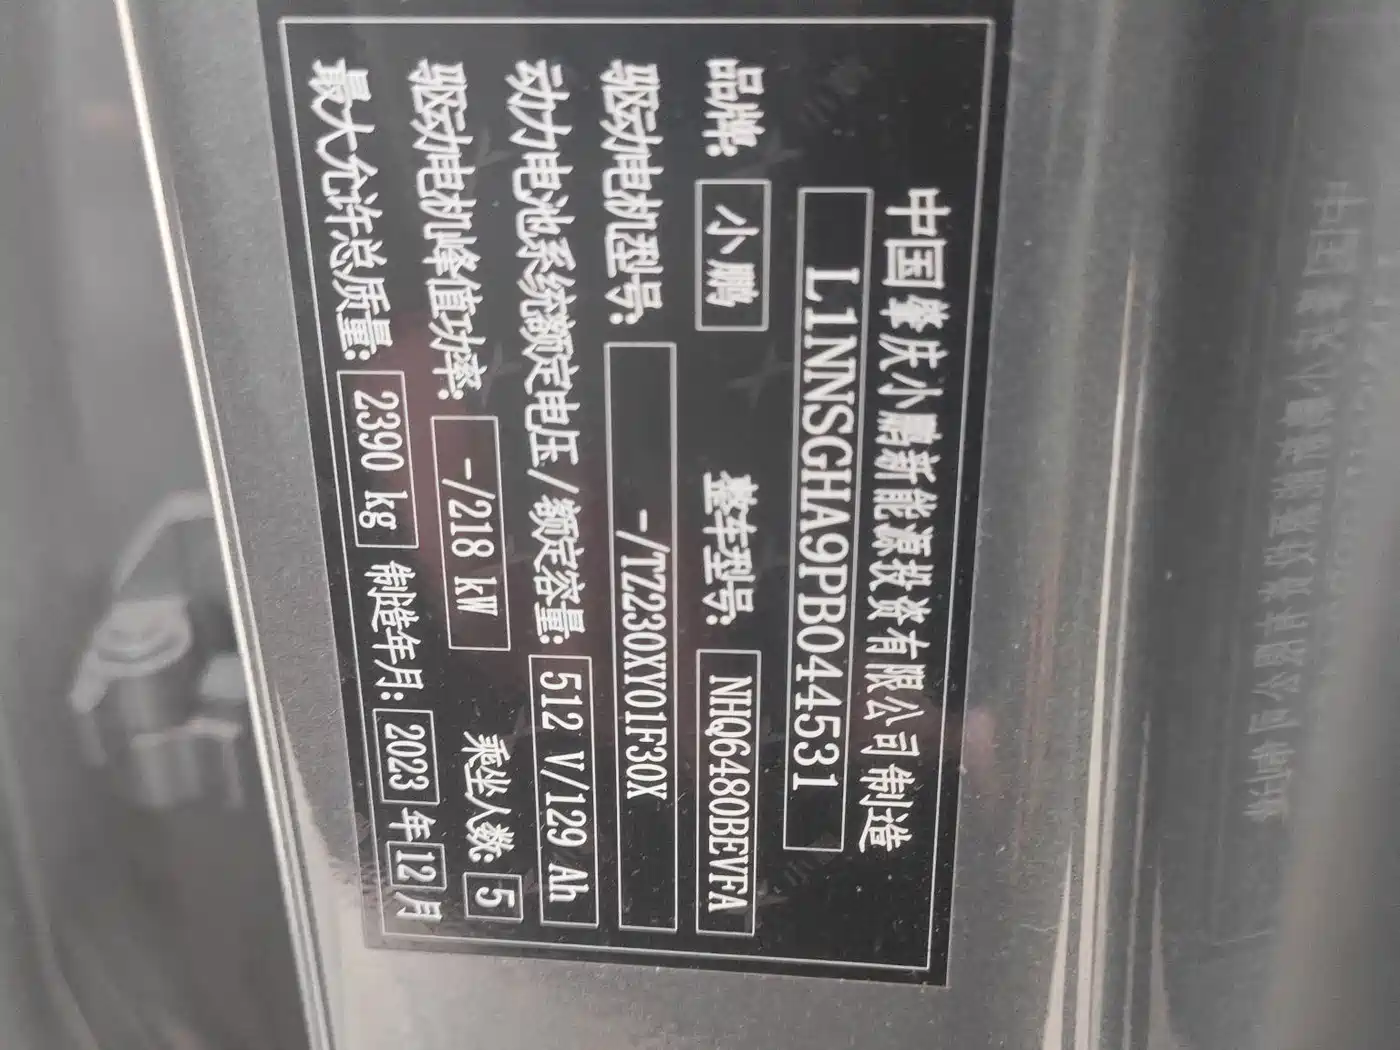 中国肇庆小鹏新能源投资有限公司制造
L1NNSGHA9PB044531
品牌: 小鹏 整车型号: NHQ6480BEVFA
驱动电机型号: -/TZ230XY01F30X
动力电池系统额定电压/额定容量: 512 V/129 Ah
驱动电机峰值功率: -/218 kW 乘坐人数: 5
最大允许总质量: 2390 kg 制造年月: 2023 年 12 月